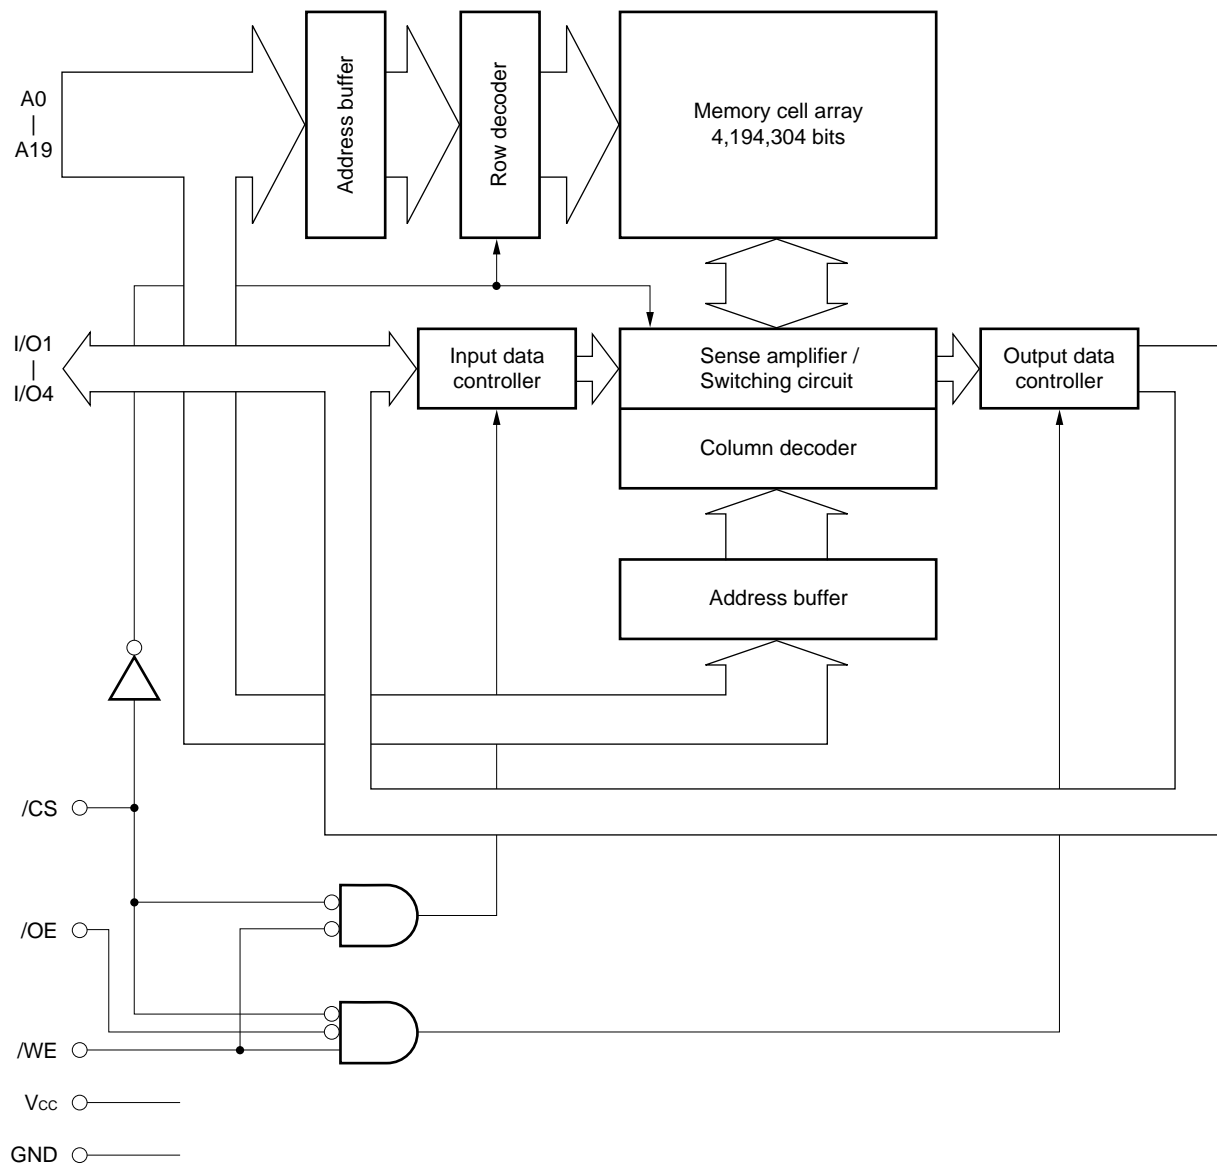 A0
|
A19
Address buffer
Row decoder
Memory cell array
4,194,304 bits
I/O1
|
I/O4
Input data
controller
Sense amplifier /
Switching circuit
Output data
controller
Column decoder
Address buffer
/CS
/OE
/WE
VCC
GND